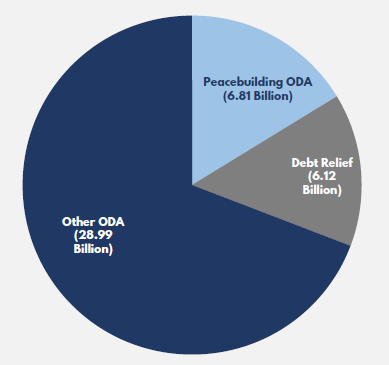 Peacebuilding ODA
(6.81 Billion)
Debt Relief
(6.12
Billion)
Other ODA
(28.99
Billion)